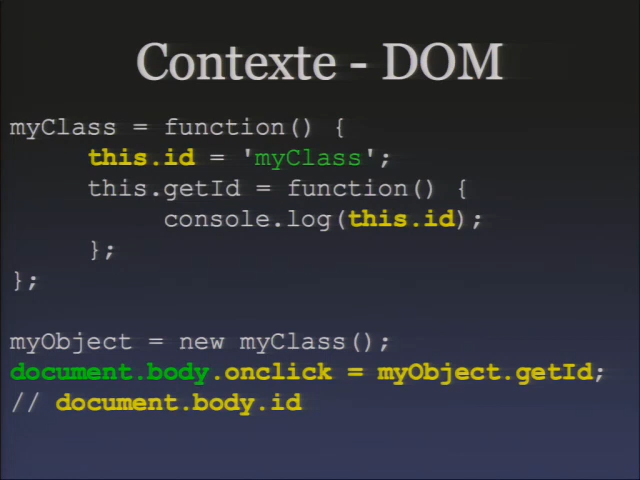 Contexte - DOM
myClass = function() {
this.id = 'myClass';
this.getId = function() {
console.log(this.id);
};
};
myObject = new myClass();
document.body.onclick = myObject.getId;
// document.body.id